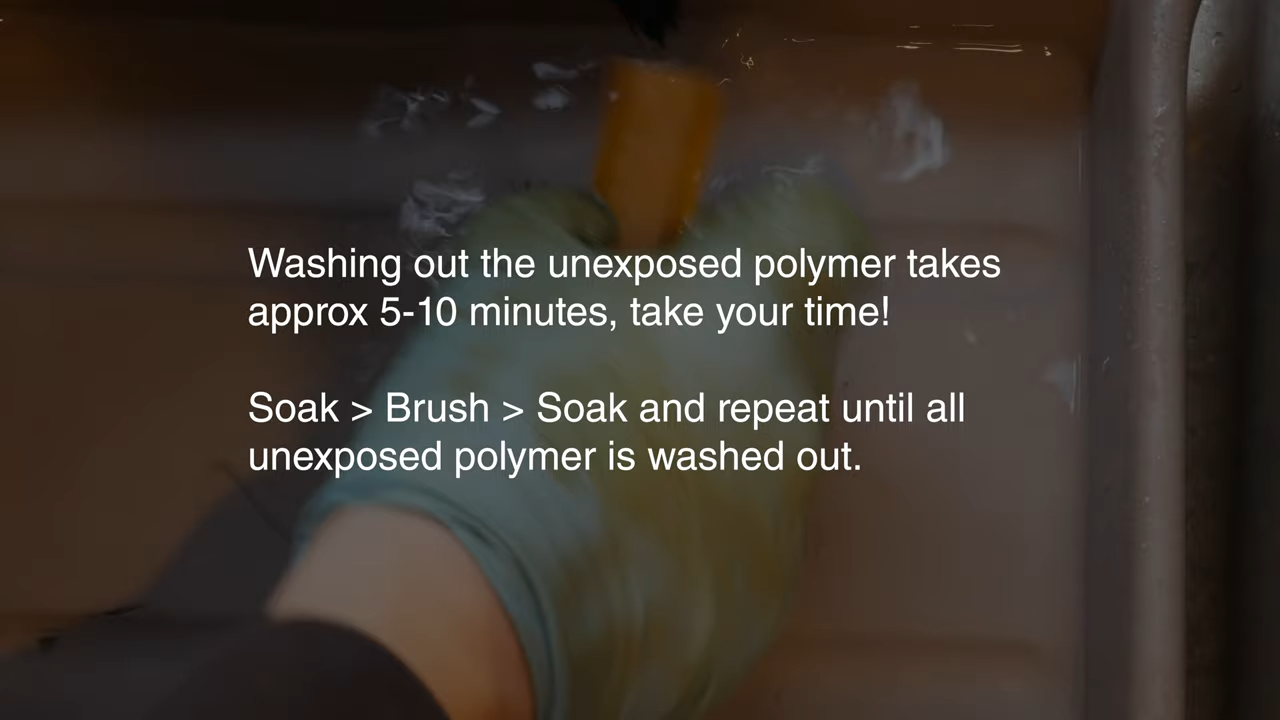 Washing out the unexposed polymer takes
approx 5-10 minutes, take your time!
Soak > Brush > Soak and repeat until all
unexposed polymer is washed out.